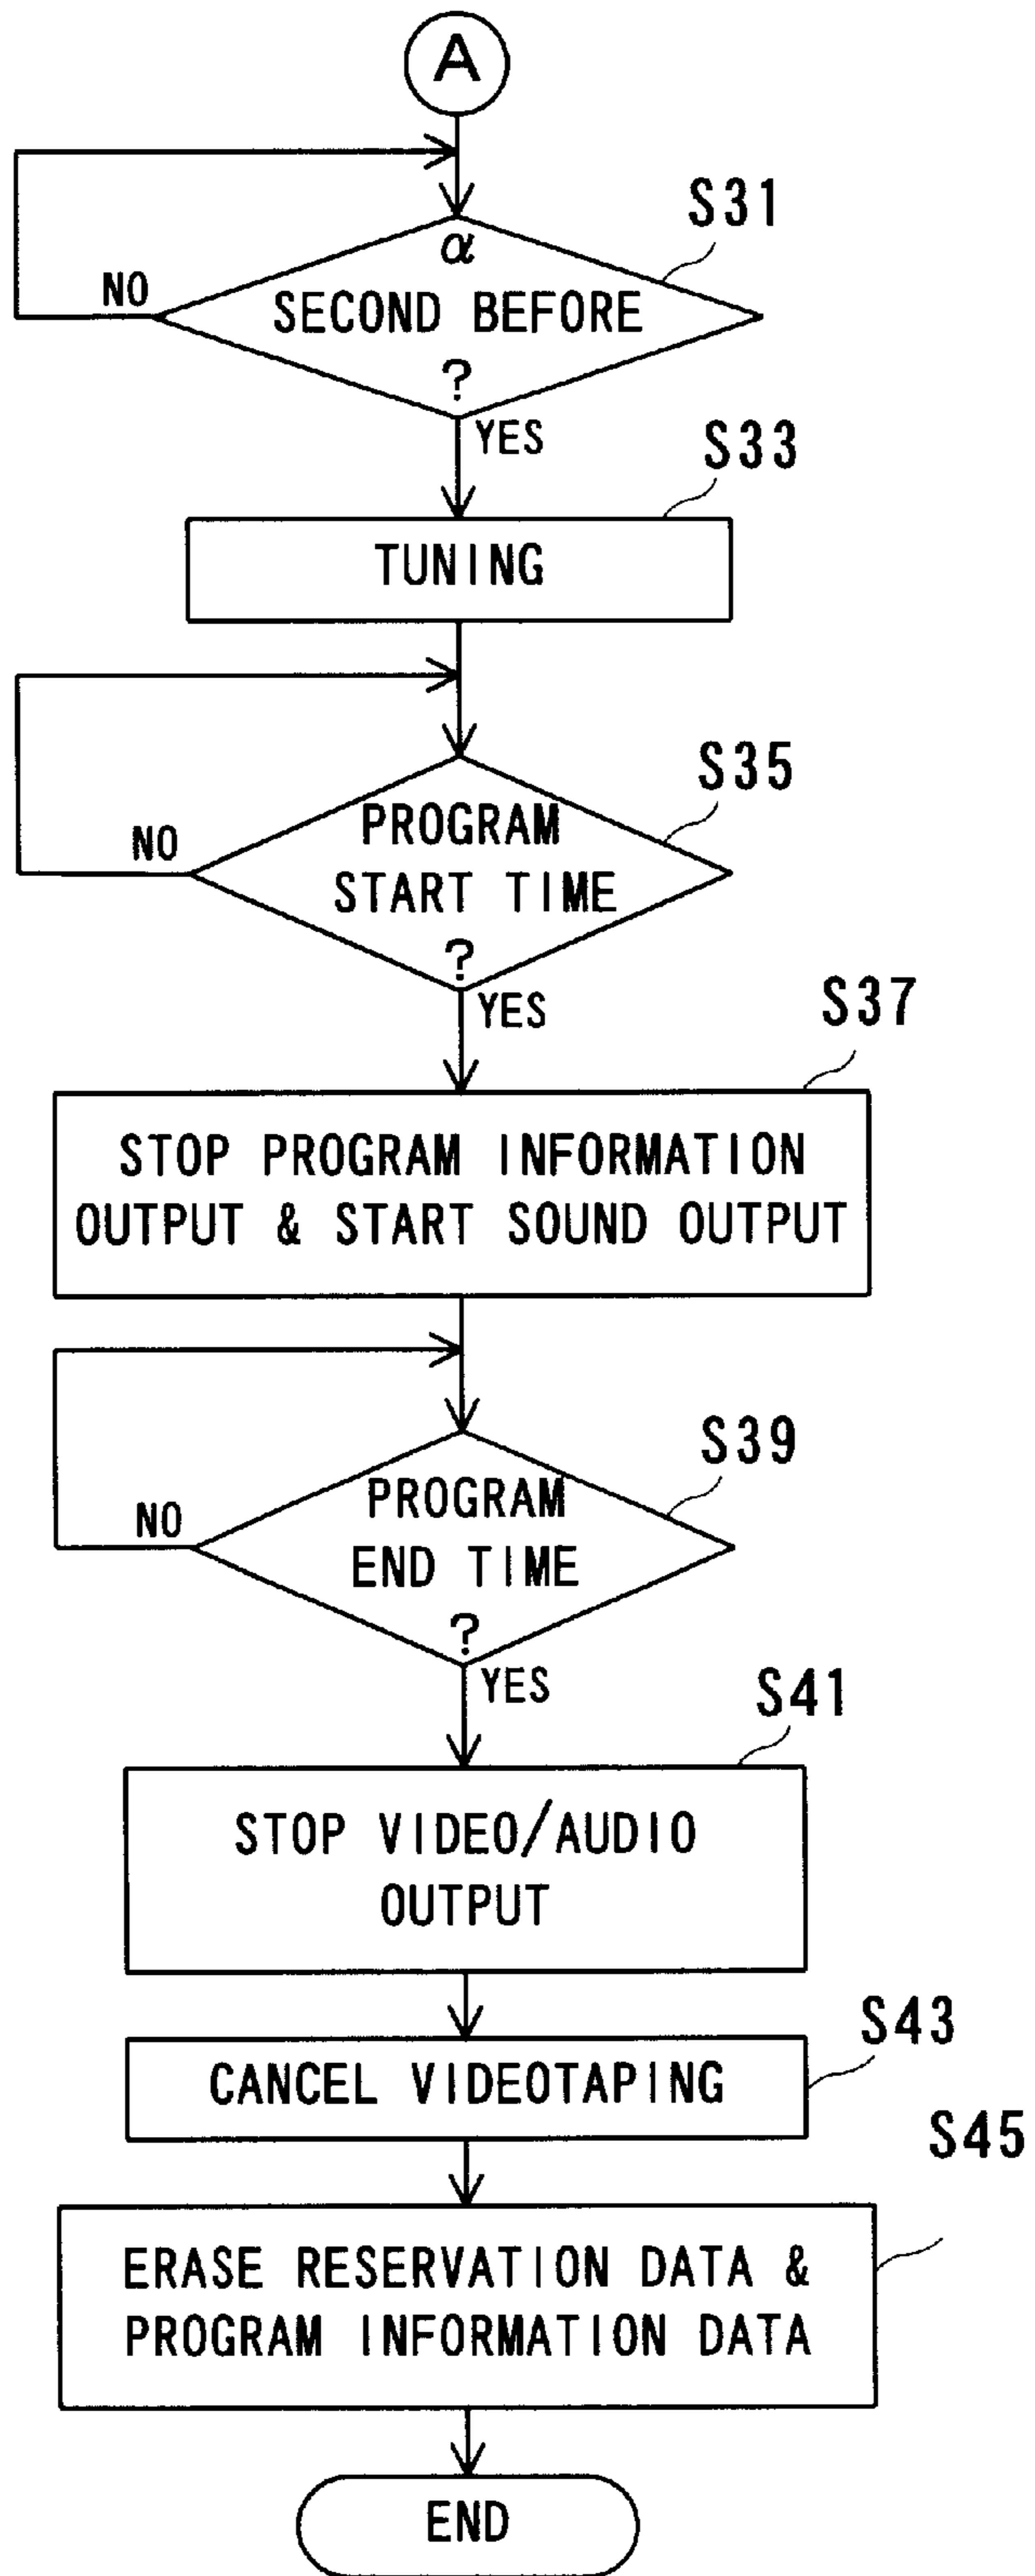 A
S31
α
NO
SECOND BEFORE
?
YES
S33
TUNING
S35
PROGRAM
NO
START TIME
?
YES
S37
STOP PROGRAM INFORMATION
OUTPUT & START SOUND OUTPUT
S39
PROGRAM
NO
END TIME
?
YES
S41
STOP VIDEO/AUDIO
OUTPUT
S43
CANCEL VIDEOTAPING
S45
ERASE RESERVATION DATA &
PROGRAM INFORMATION DATA
END